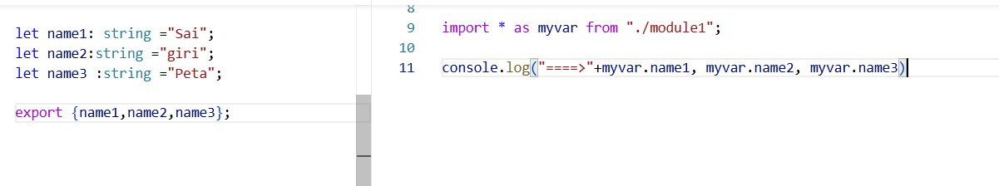 let name1: string ="Sai";
let name2:string ="giri";
let name3 :string ="Peta";
export {name1,name2,name3};
8
9 import * as myvar from "./module1";
10
11 console.log("====>"+myvar.name1, myvar.name2, myvar.name3)